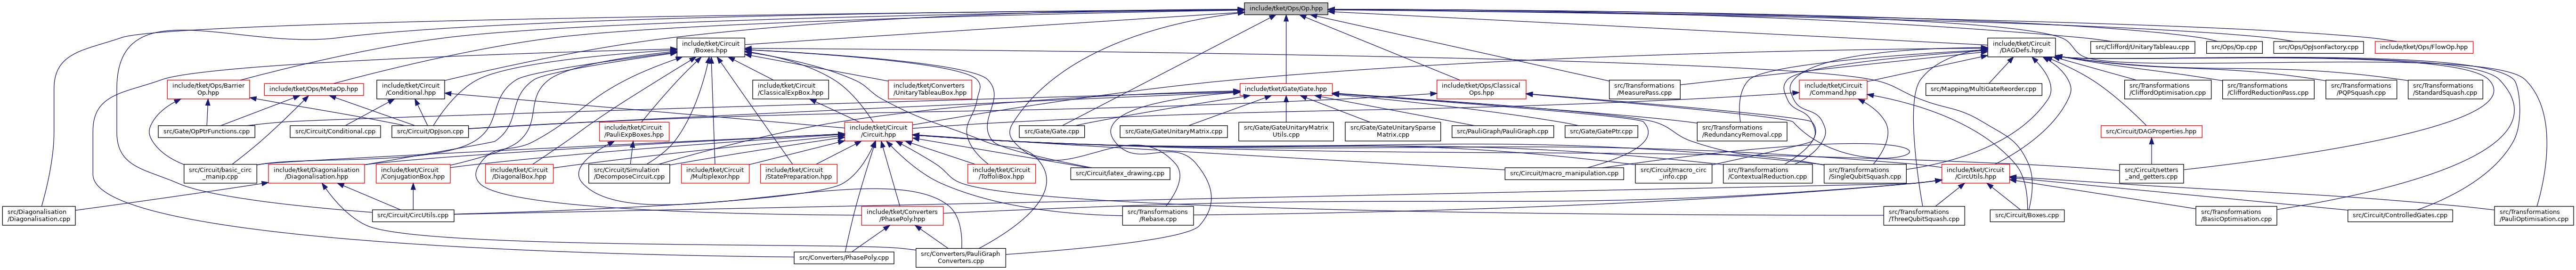 include/tket/Ops/Op.hpp
include/tket/Circuit
/Boxes.hpp
include/tket/Circuit
/DAGDefs.hpp
src/Clifford/UnitaryTableau.cpp
src/Ops/Op.cpp
src/Ops/OpJsonFactory.cpp
include/tket/Ops/FlowOp.hpp
include/tket/Ops/Barrier
Op.hpp
include/tket/Ops/MetaOp.hpp
include/tket/Circuit
/Conditional.hpp
include/tket/Circuit
/ClassicalExpBox.hpp
include/tket/Converters
/UnitaryTableauBox.hpp
include/tket/Gate/Gate.hpp
include/tket/Ops/Classical
Ops.hpp
src/Transformations
/MeasurePass.cpp
include/tket/Circuit
/Command.hpp
src/Mapping/MultiGateReorder.cpp
src/Transformations
/CliffordOptimisation.cpp
src/Circuit/CliffordReductionPass.cpp
src/Transformations
/PQPSquash.cpp
src/Transformations
/StandardSquash.cpp
src/Gate/OpPtrFunctions.cpp
src/Circuit/Conditional.cpp
src/Circuit/OpJson.cpp
include/tket/Circuit
/PauliExpBoxes.hpp
include/tket/Circuit
/Circuit.hpp
src/Gate/Gate.cpp
src/Gate/GateUnitaryMatrix.cpp
src/Gate/GateUnitaryMatrix
Utils.cpp
src/Gate/GateUnitarySparse
Matrix.cpp
src/PauliGraph/PauliGraph.cpp
src/Gate/GatePtr.cpp
src/Transformations
/RedundancyRemoval.cpp
src/Circuit/DAGProperties.hpp
src/Circuit/basic_circ
_manip.cpp
include/tket/Diagonalisation
/Diagonalisation.hpp
include/tket/Circuit
/ConjugationBox.hpp
include/tket/Circuit
/DiagonalBox.hpp
src/Circuit/Simulation
/DecomposeCircuit.cpp
include/tket/Circuit
/Multiplexor.hpp
include/tket/Circuit
/StatePreparation.hpp
include/tket/Circuit
/ToffoliBox.hpp
src/Circuit/latex_drawing.cpp
src/Circuit/macro_manipulation.cpp
src/Circuit/macro_circ
_info.cpp
src/Transformations
/ContextualReduction.cpp
src/Transformations
/SingleQubitSquash.cpp
include/tket/Circuit
/CircUtils.hpp
src/Circuit/setters
_and_getters.cpp
src/Diagonalisation
/Diagonalisation.cpp
src/Circuit/CircUtils.cpp
include/tket/Converters
/PhasePoly.hpp
src/Transformations
/Rebase.cpp
src/Transformations
/ThreeQubitSquash.cpp
src/Circuit/Boxes.cpp
src/Transformations
/BasicOptimisation.cpp
src/Circuit/ControlledGates.cpp
src/Transformations
/PauliOptimisation.cpp
src/Converters/PhasePoly.cpp
src/Converters/PauliGraph
Converters.cpp